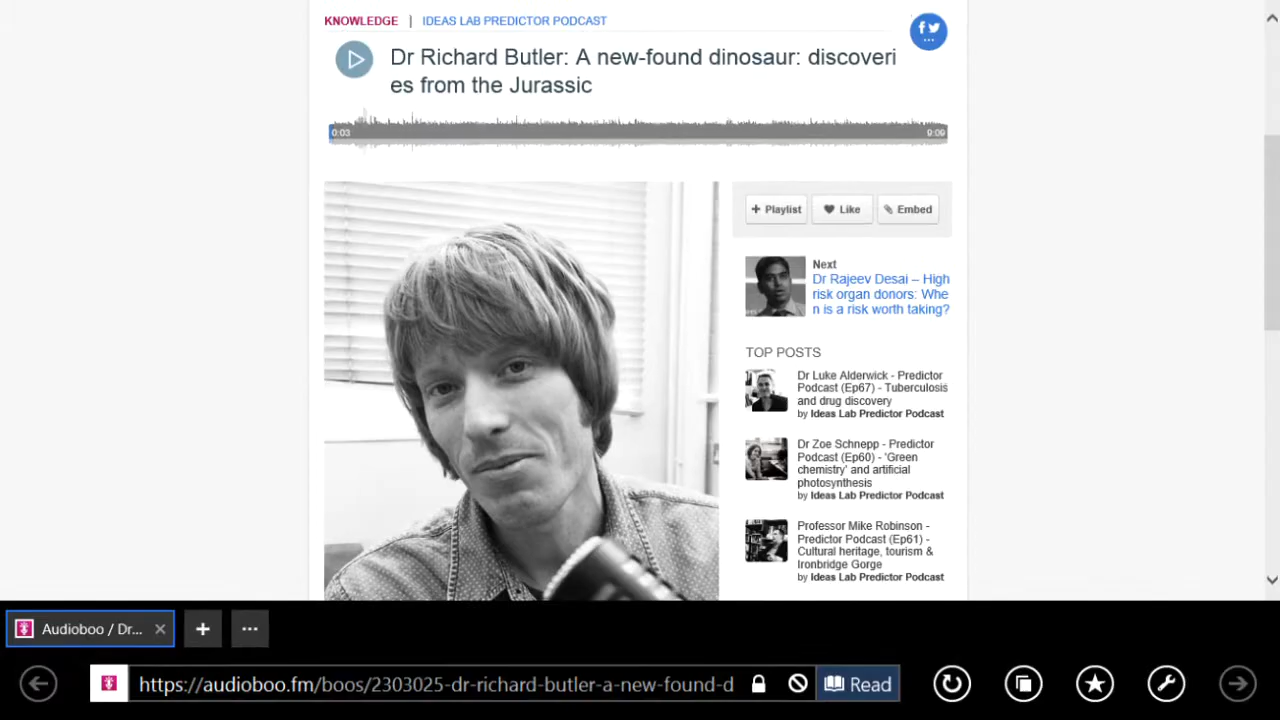 KNOWLEDGE | IDEAS LAB PREDICTOR PODCAST
Dr Richard Butler: A new-found dinosaur: discoveri
es from the Jurassic
0:03 9:09
+ Playlist Like Embed
Next
Dr Rajeev Desai – High
risk organ donors: Whe
n is a risk worth taking?
TOP POSTS
Dr Luke Alderwick - Predictor
Podcast (Ep67) - Tuberculosis
and drug discovery
by Ideas Lab Predictor Podcast
Dr Zoe Schnepp - Predictor
Podcast (Ep60) - 'Green
chemistry' and artificial
photosynthesis
by Ideas Lab Predictor Podcast
Professor Mike Robinson -
Predictor Podcast (Ep61) -
Cultural heritage, tourism &
Ironbridge Gorge
by Ideas Lab Predictor Podcast
Audioboo / Dr...
https://audioboo.fm/boos/2303025-dr-richard-butler-a-new-found-d
Read